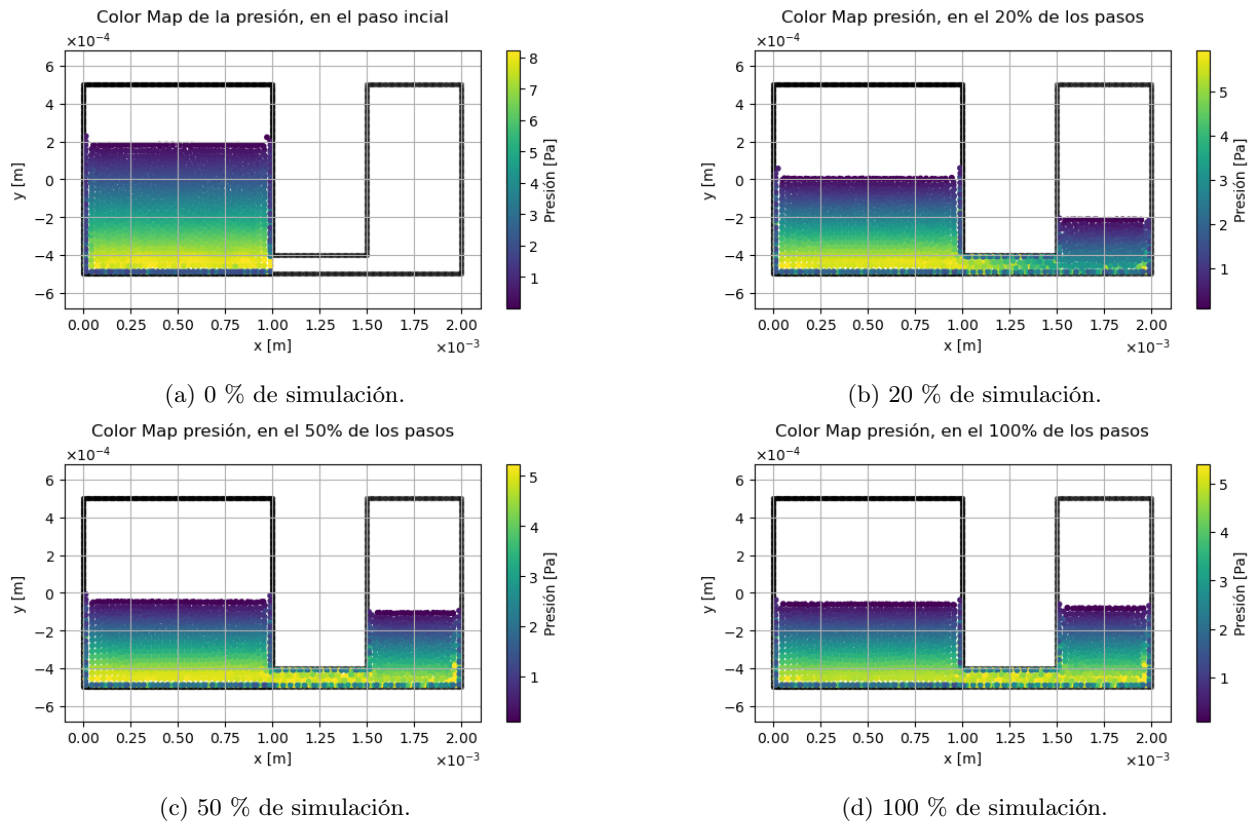 Color Map de la presión, en el paso incial
×10⁻⁴
6
4
2
0
−2
−4
−6
y [m]
0.00 0.25 0.50 0.75 1.00 1.25 1.50 1.75 2.00
x [m]
×10⁻³
8
7
6
5
4
3
2
1
Presión [Pa]
(a) 0 % de simulación.
Color Map presión, en el 20% de los pasos
×10⁻⁴
6
4
2
0
−2
−4
−6
y [m]
0.00 0.25 0.50 0.75 1.00 1.25 1.50 1.75 2.00
x [m]
×10⁻³
5
4
3
2
1
Presión [Pa]
(b) 20 % de simulación.
Color Map presión, en el 50% de los pasos
×10⁻⁴
6
4
2
0
−2
−4
−6
y [m]
0.00 0.25 0.50 0.75 1.00 1.25 1.50 1.75 2.00
x [m]
×10⁻³
5
4
3
2
1
Presión [Pa]
(c) 50 % de simulación.
Color Map presión, en el 100% de los pasos
×10⁻⁴
6
4
2
0
−2
−4
−6
y [m]
0.00 0.25 0.50 0.75 1.00 1.25 1.50 1.75 2.00
x [m]
×10⁻³
5
4
3
2
1
Presión [Pa]
(d) 100 % de simulación.